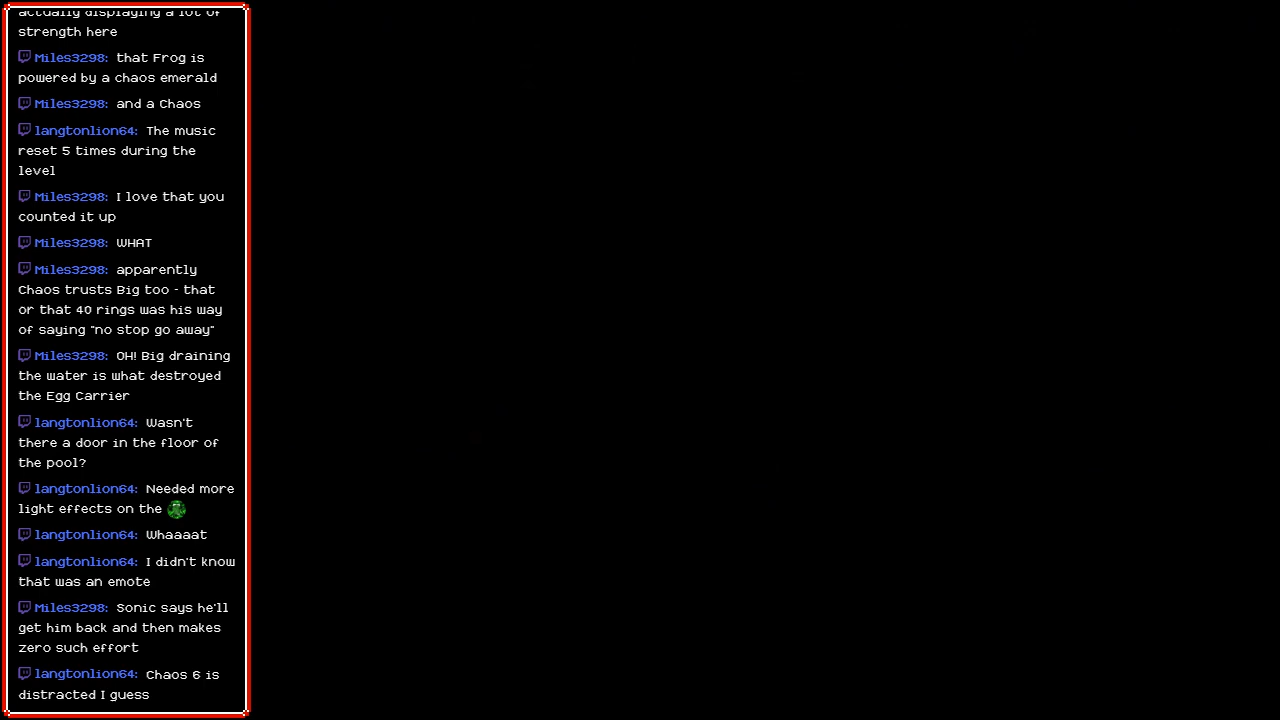 actually displaying a lot of
strength here
Miles3298: that Frog is
powered by a chaos emerald
Miles3298: and a Chaos
langtonlion64: The music
reset 5 times during the
level
Miles3298: I love that you
counted it up
Miles3298: WHAT
Miles3298: apparently
Chaos trusts Big too - that
or that 40 rings was his way
of saying "no stop go away"
Miles3298: OH! Big draining
the water is what destroyed
the Egg Carrier
langtonlion64: Wasn't
there a door in the floor of
the pool?
langtonlion64: Needed more
light effects on the
langtonlion64: Whaaaat
langtonlion64: I didn't know
that was an emote
Miles3298: Sonic says he'll
get him back and then makes
zero such effort
langtonlion64: Chaos 6 is
distracted I guess